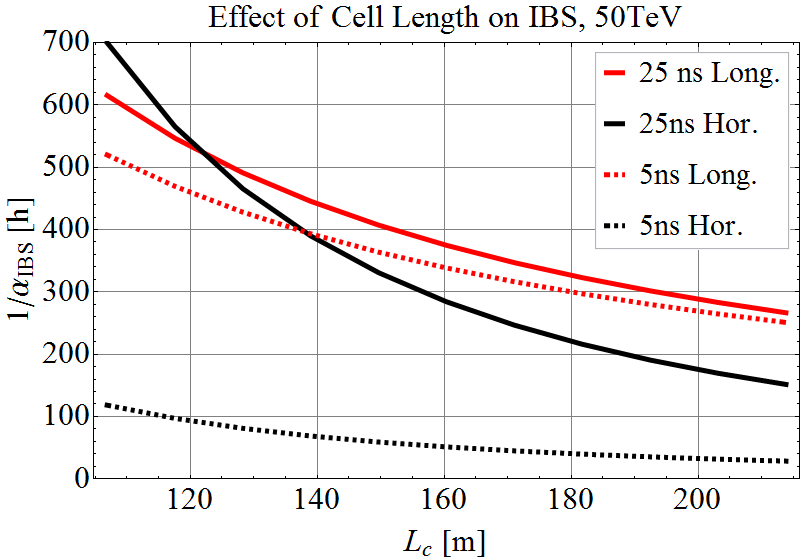 Effect of Cell Length on IBS, 50TeV
700
600
500
400
300
200
100
0
1/αIBS [h]
25 ns Long.
25ns Hor.
5ns Long.
5ns Hor.
120 140 160 180 200
Lc [m]